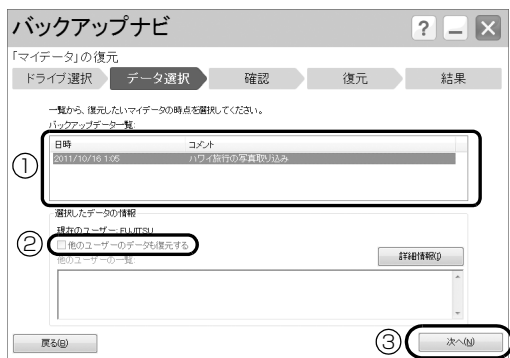 バックアップナビ ? –
「マイデータ」の復元
ドライブ選択 データ選択 確認 復元 結果
一覧から、復元したいマイデータの時点を選択してください。
バックアップデータ一覧:
日時 コメント
① 2011/10/16 1:05 ハワイ旅行の写真取り込み
選択したデータの情報
現在のユーザー: FUJITSU
② 他のユーザーのデータも復元する
他のユーザーの一覧: 詳細情報(I)
戻る(B) ③ 次へ(N)